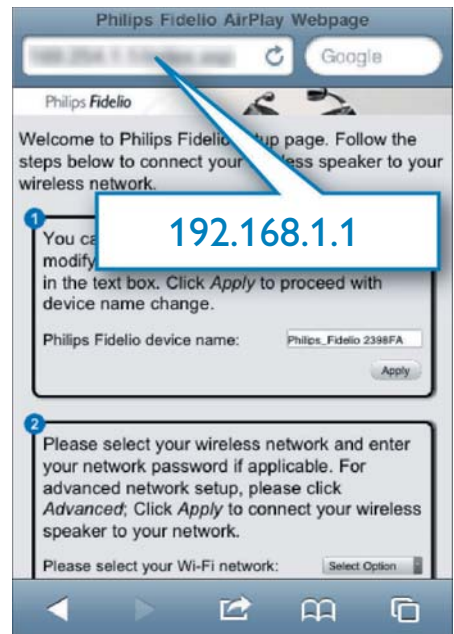 Philips Fidelio AirPlay Webpage
Google
Philips Fidelio
Welcome to Philips Fidelio up page. Follow the
steps below to connect your speaker to your
wireless network.
192.168.1.1
1
You
modify
in the text box. Click Apply to proceed with
device name change.
Philips Fidelio device name:
Philips_Fidelio 2398FA
Apply
2
Please select your wireless network and enter
your network password if applicable. For
advanced network setup, please click
Advanced; Click Apply to connect your wireless
speaker to your network.
Please select your Wi-Fi network:
Select Option